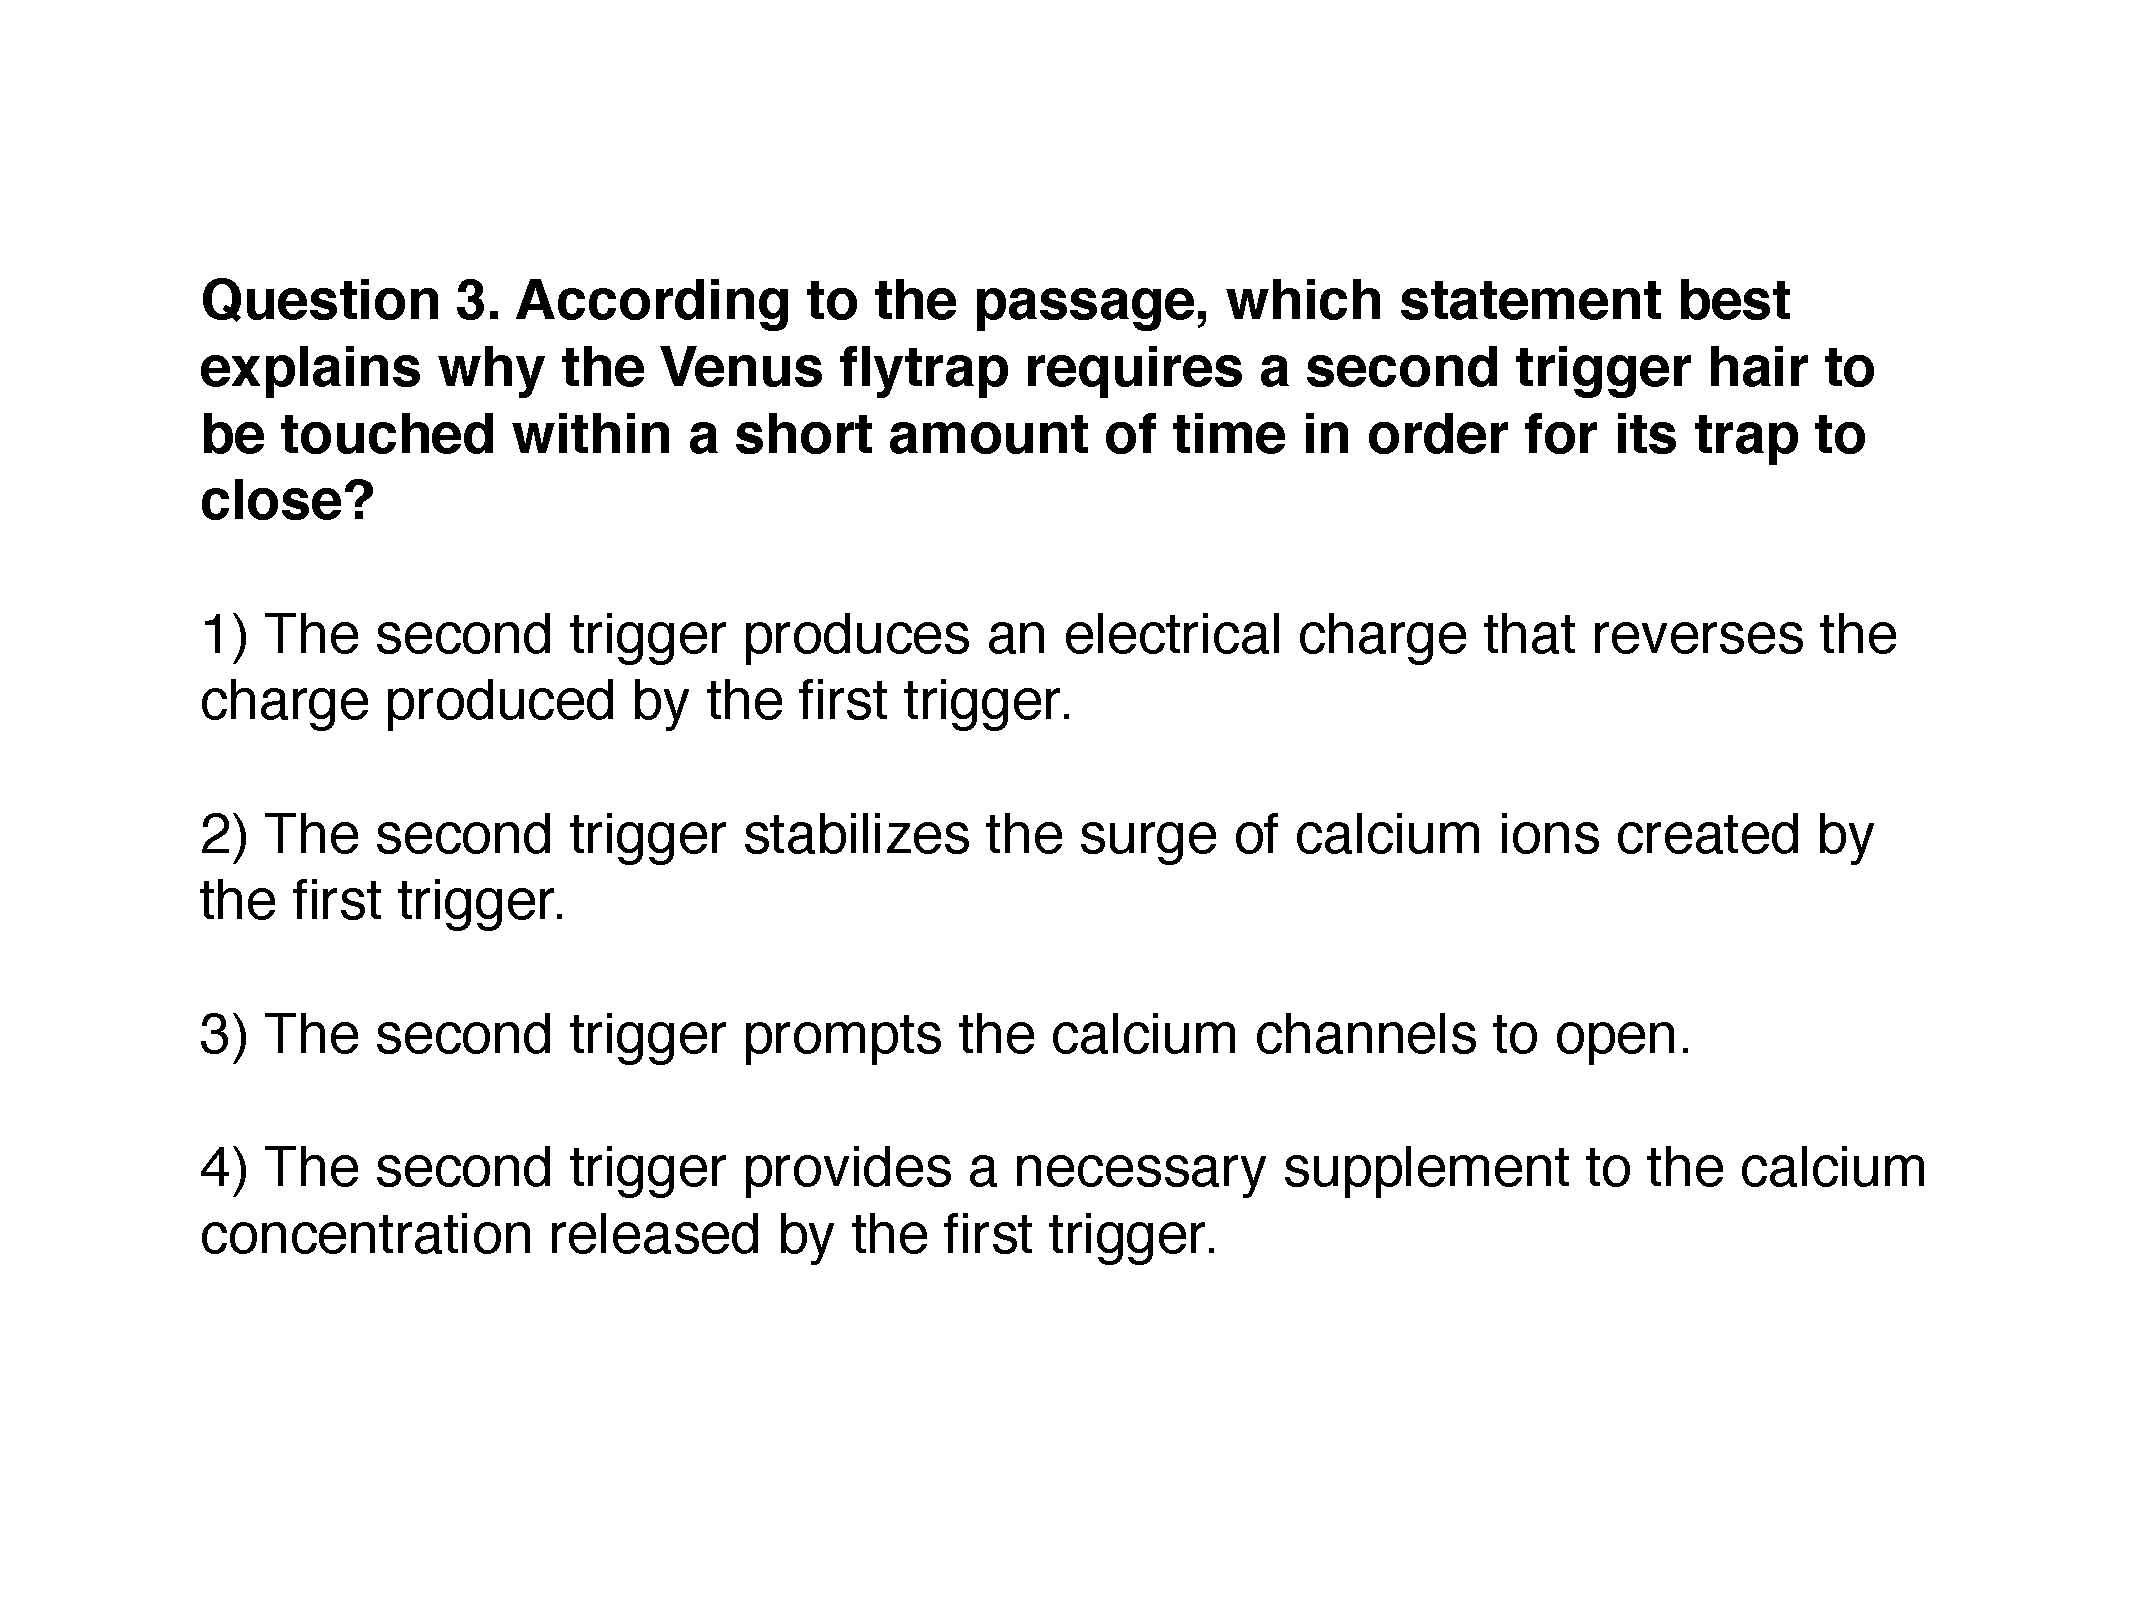 Question 3. According to the passage, which statement best
explains why the Venus flytrap requires a second trigger hair to
be touched within a short amount of time in order for its trap to
close?
1) The second trigger produces an electrical charge that reverses the
charge produced by the first trigger.
2) The second trigger stabilizes the surge of calcium ions created by
the first trigger.
3) The second trigger prompts the calcium channels to open.
4) The second trigger provides a necessary supplement to the calcium
concentration released by the first trigger.